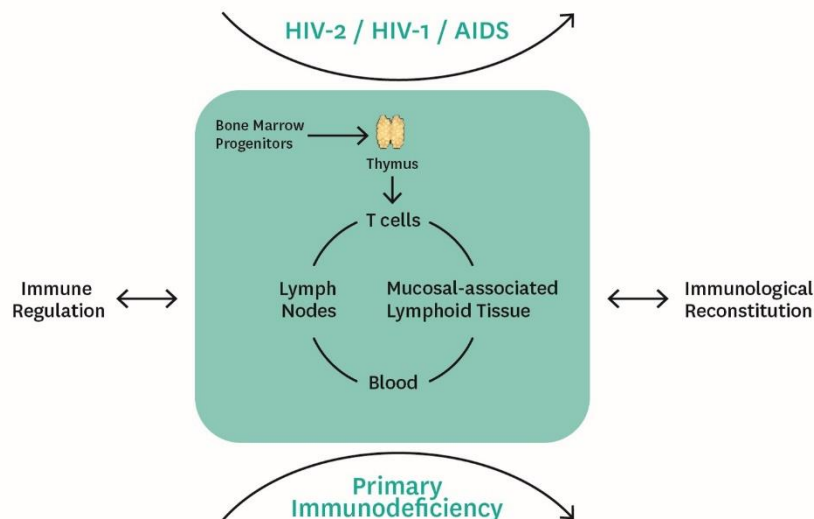 HIV-2 / HIV-1 / AIDS
Bone Marrow
Progenitors
Thymus
T cells
Immune
Regulation
Lymph
Nodes
Mucosal-associated
Lymphoid Tissue
Immunological
Reconstitution
Blood
Primary
Immunodeficiency